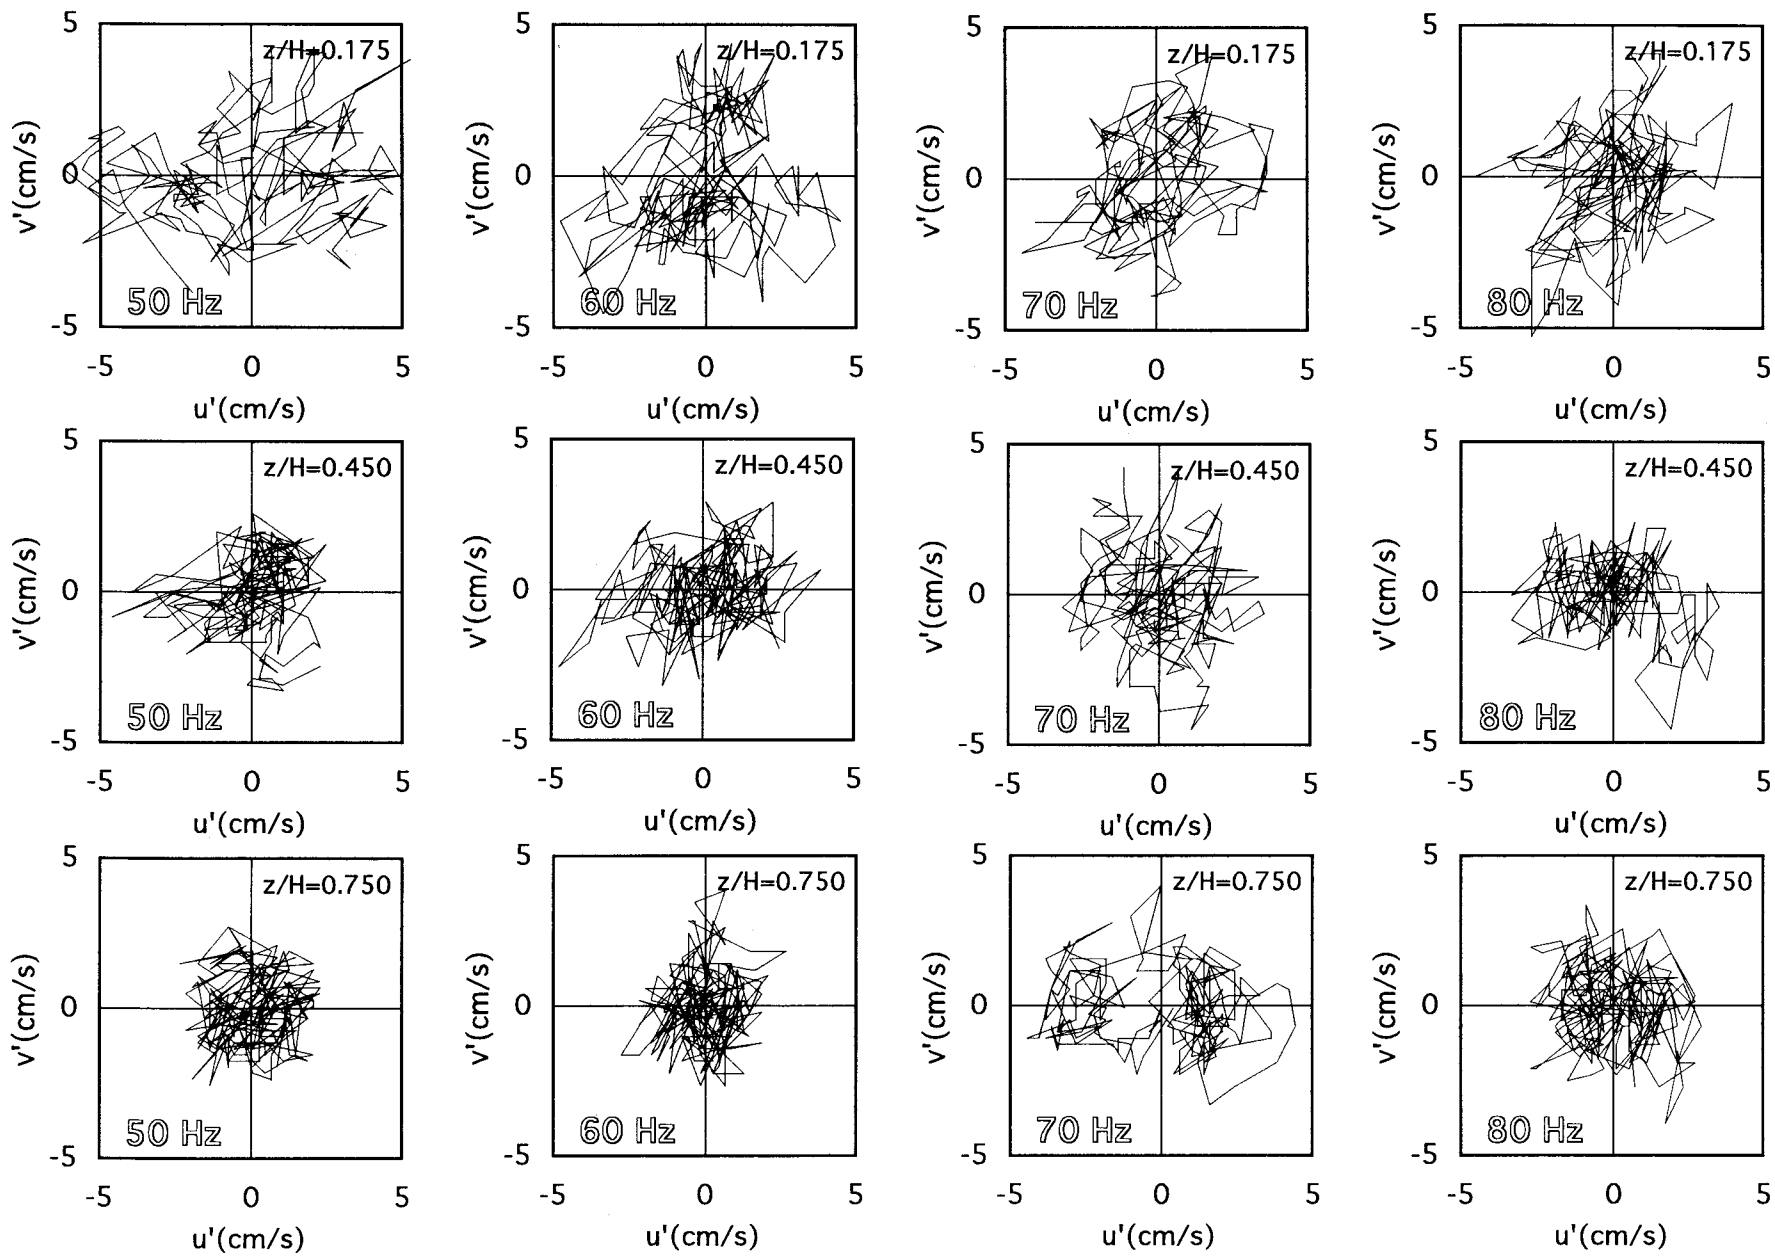 5 5 5 5
z/H=0.175 z/H=0.175 z/H=0.175 z/H=0.175
v'(cm/s) v'(cm/s) v'(cm/s) v'(cm/s)
0 0 0 0
50 Hz 60 Hz 70 Hz 80 Hz
-5 -5 -5 -5
-5 0 5 -5 0 5 -5 0 5 -5 0 5
u'(cm/s) u'(cm/s) u'(cm/s) u'(cm/s)
5 5 5 5
z/H=0.450 z/H=0.450 z/H=0.450 z/H=0.450
v'(cm/s) v'(cm/s) v'(cm/s) v'(cm/s)
0 0 0 0
50 Hz 60 Hz 70 Hz 80 Hz
-5 -5 -5 -5
-5 0 5 -5 0 5 -5 0 5 -5 0 5
u'(cm/s) u'(cm/s) u'(cm/s) u'(cm/s)
5 5 5 5
z/H=0.750 z/H=0.750 z/H=0.750 z/H=0.750
v'(cm/s) v'(cm/s) v'(cm/s) v'(cm/s)
0 0 0 0
50 Hz 60 Hz 70 Hz 80 Hz
-5 -5 -5 -5
-5 0 5 -5 0 5 -5 0 5 -5 0 5
u'(cm/s) u'(cm/s) u'(cm/s) u'(cm/s)